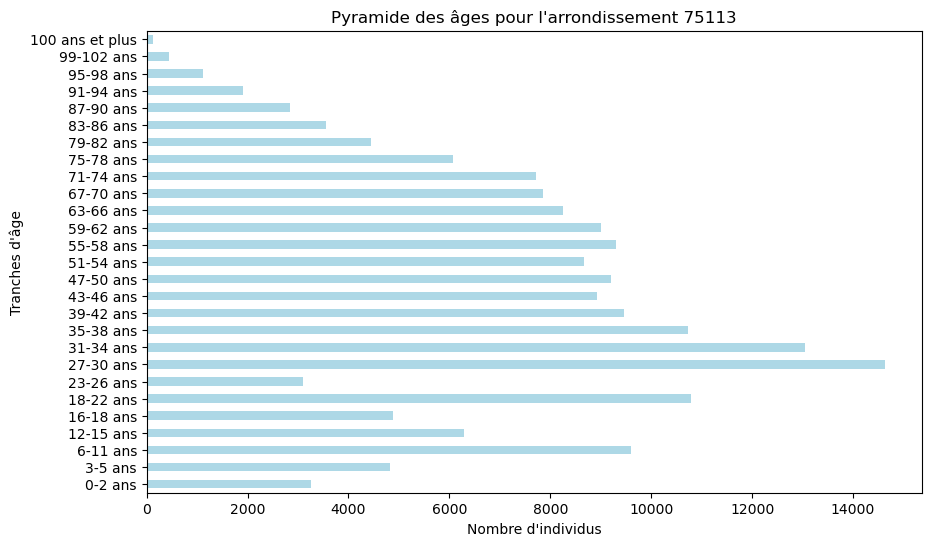 Pyramide des âges pour l'arrondissement 75113
100 ans et plus
99-102 ans
95-98 ans
91-94 ans
87-90 ans
83-86 ans
79-82 ans
75-78 ans
71-74 ans
67-70 ans
63-66 ans
59-62 ans
55-58 ans
51-54 ans
47-50 ans
43-46 ans
39-42 ans
35-38 ans
31-34 ans
27-30 ans
23-26 ans
18-22 ans
16-18 ans
12-15 ans
6-11 ans
3-5 ans
0-2 ans
Tranches d'âge
0 2000 4000 6000 8000 10000 12000 14000
Nombre d'individus